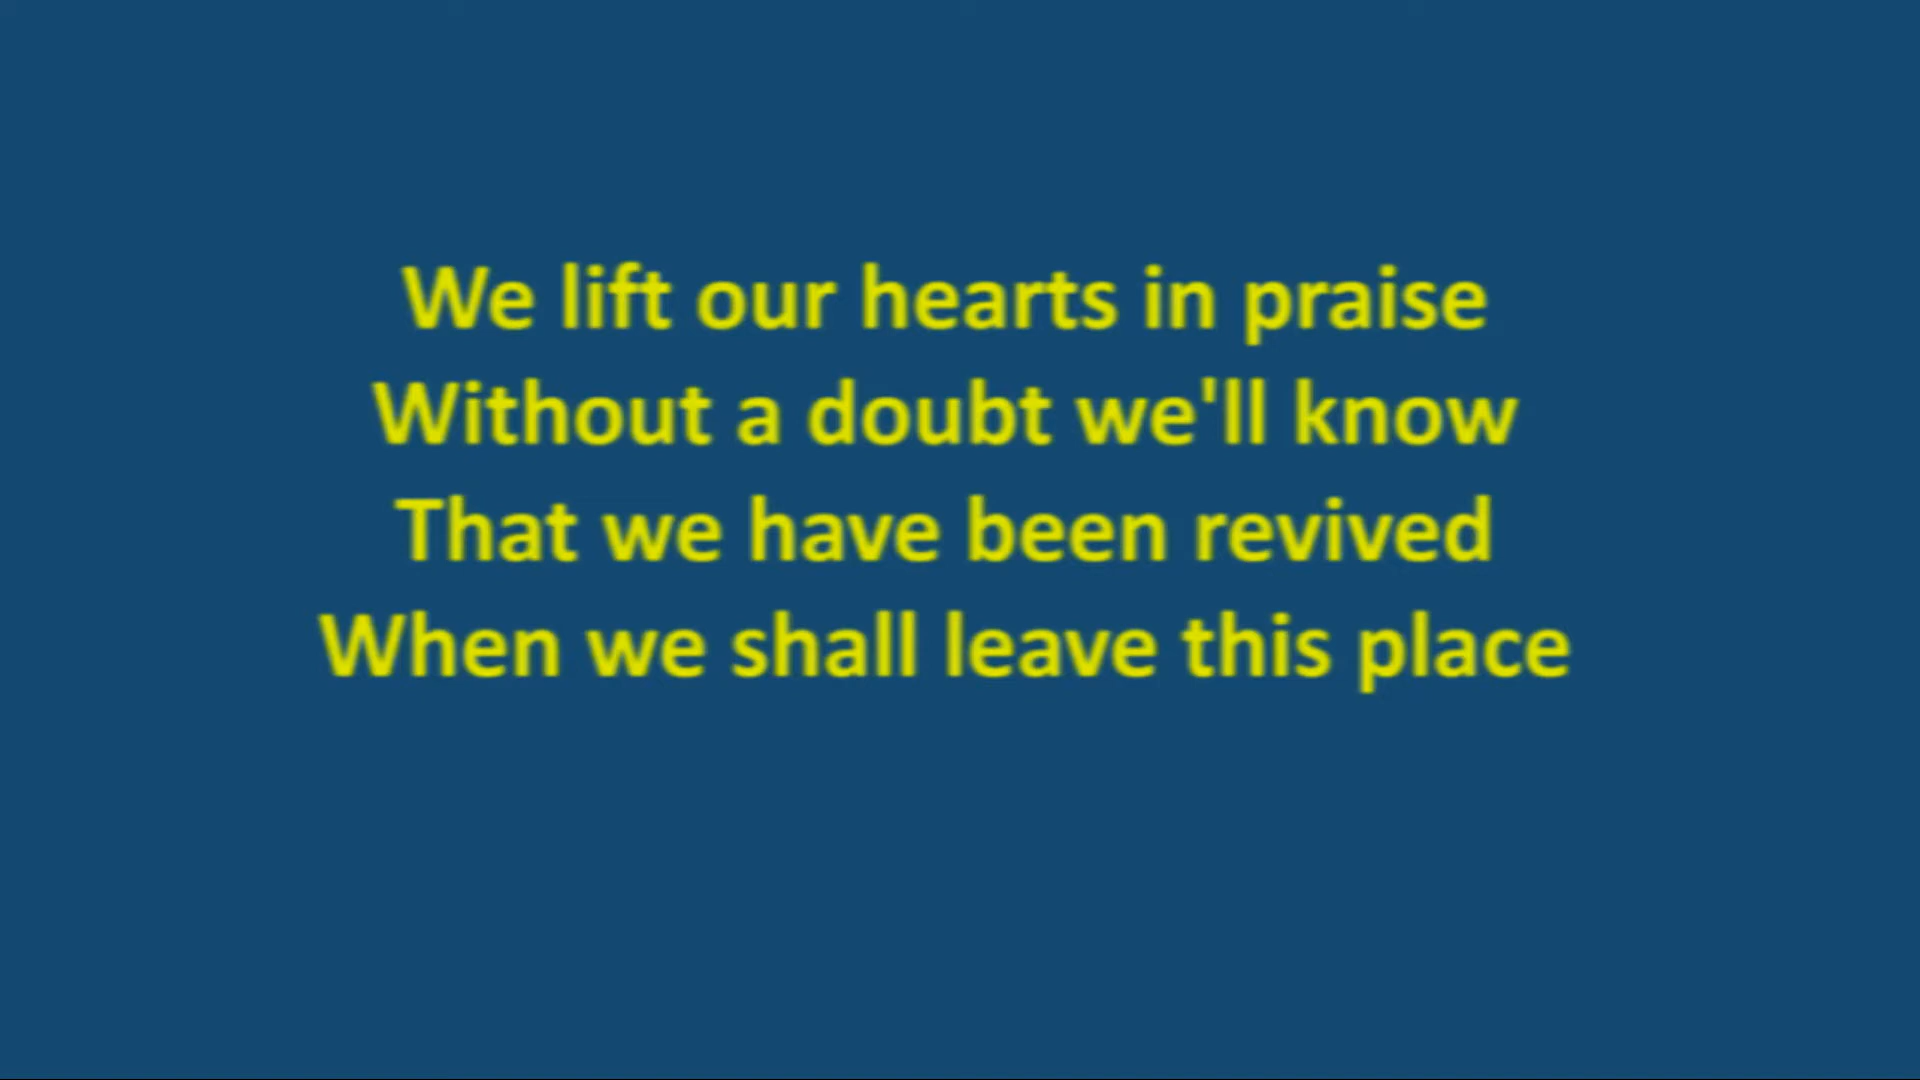 We lift our hearts in praise
Without a doubt we'll know
That we have been revived
When we shall leave this place